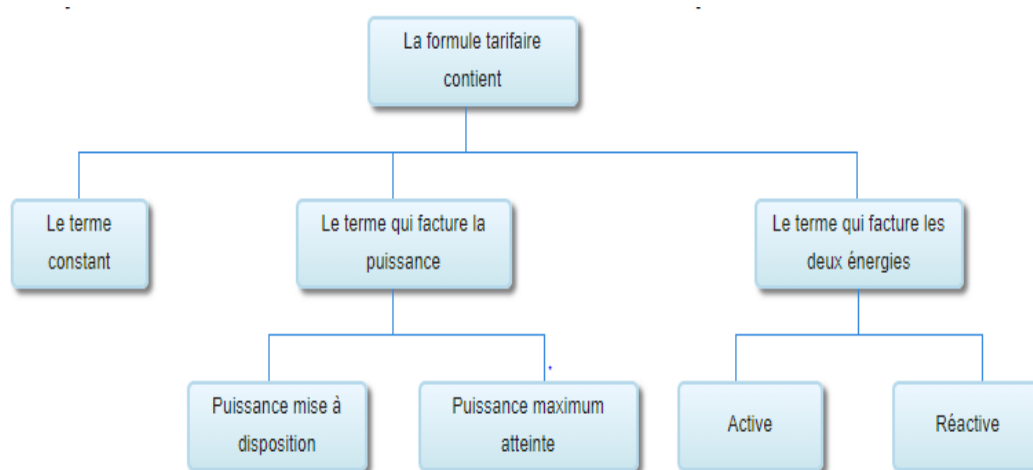 La formule tarifaire
contient
Le terme
constant
Le terme qui facture la
puissance
Le terme qui facture les
deux énergies
Puissance mise à
disposition
Puissance maximum
atteinte
Active
Réactive